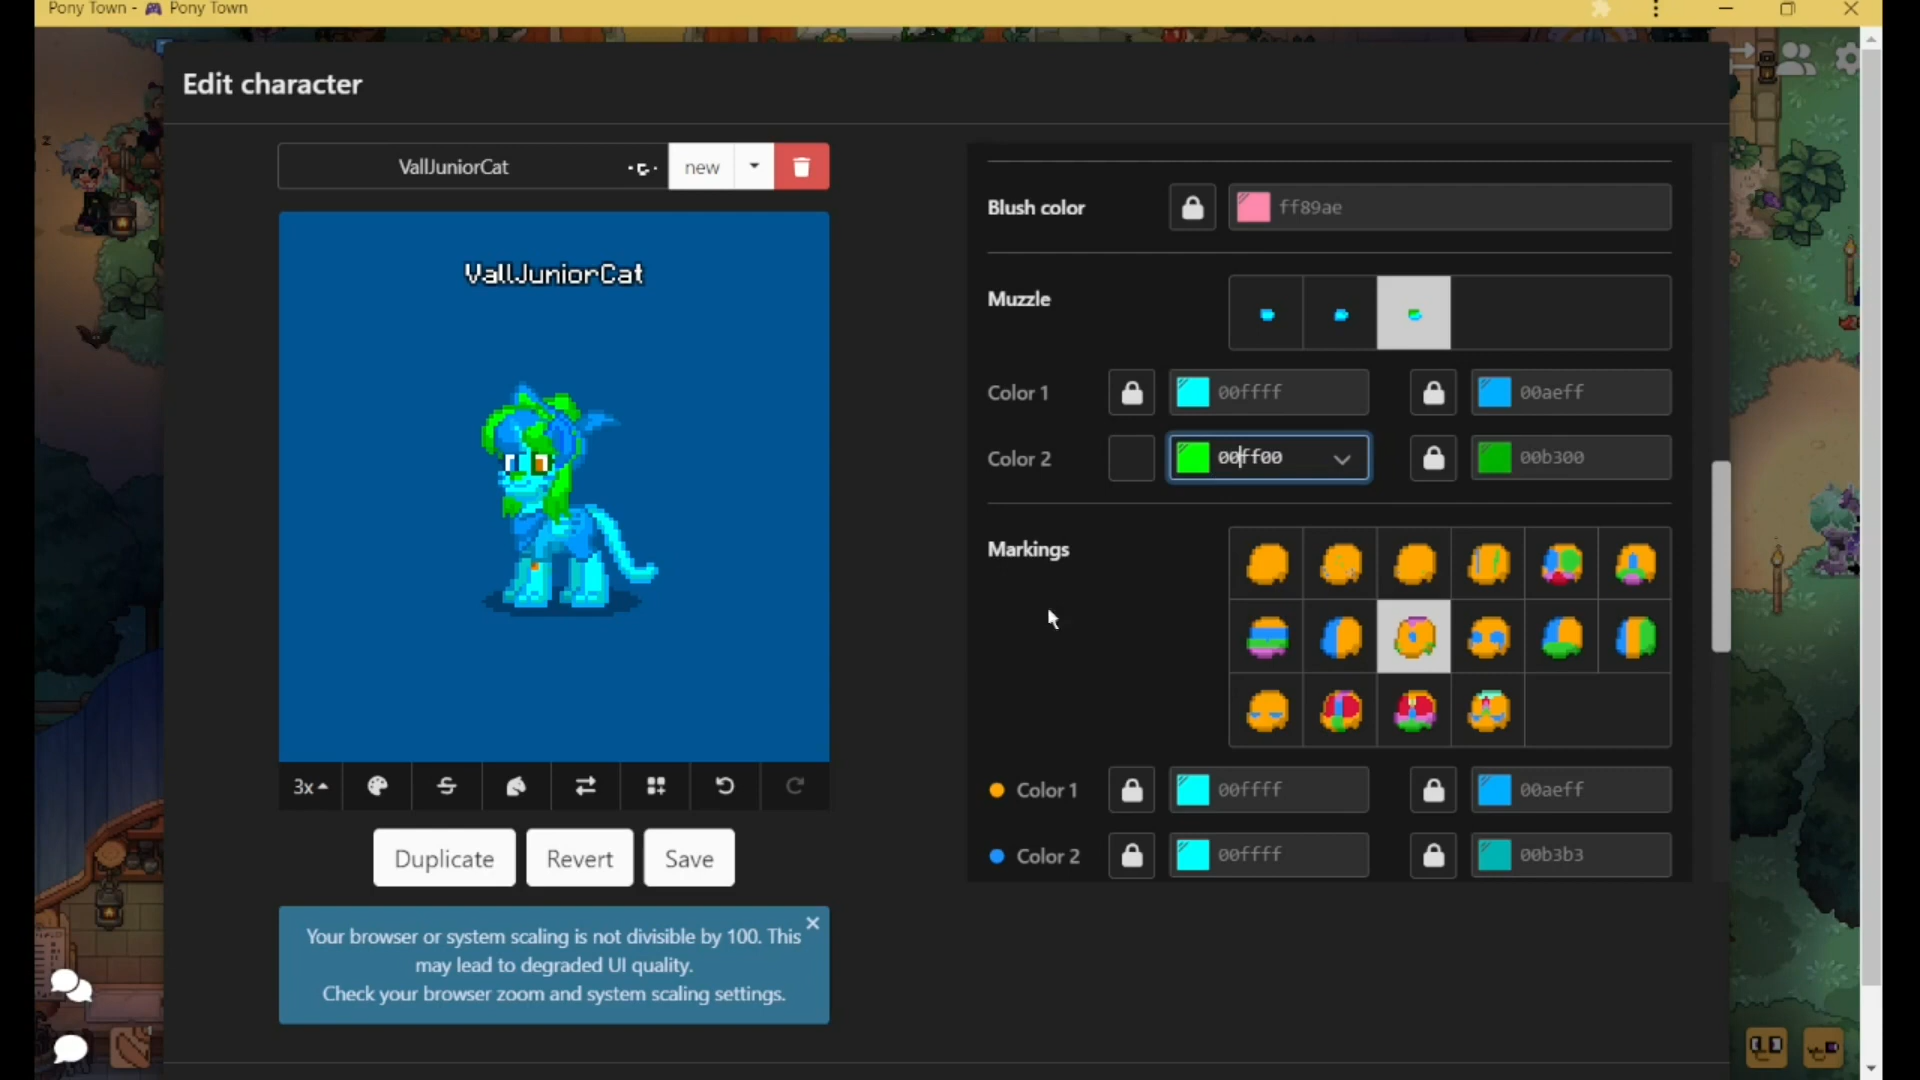 Pony Town - 🎮 Pony Town
Edit character
VallJuniorCat
new
VallJuniorCat
3x
Duplicate
Revert
Save
Your browser or system scaling is not divisible by 100. This
may lead to degraded UI quality.
Check your browser zoom and system scaling settings.
Blush color
ff89ae
Muzzle
Color 1
00ffff
00aeff
Color 2
00ff00
00b300
Markings
Color 1
00ffff
00aeff
Color 2
00ffff
00b3b3